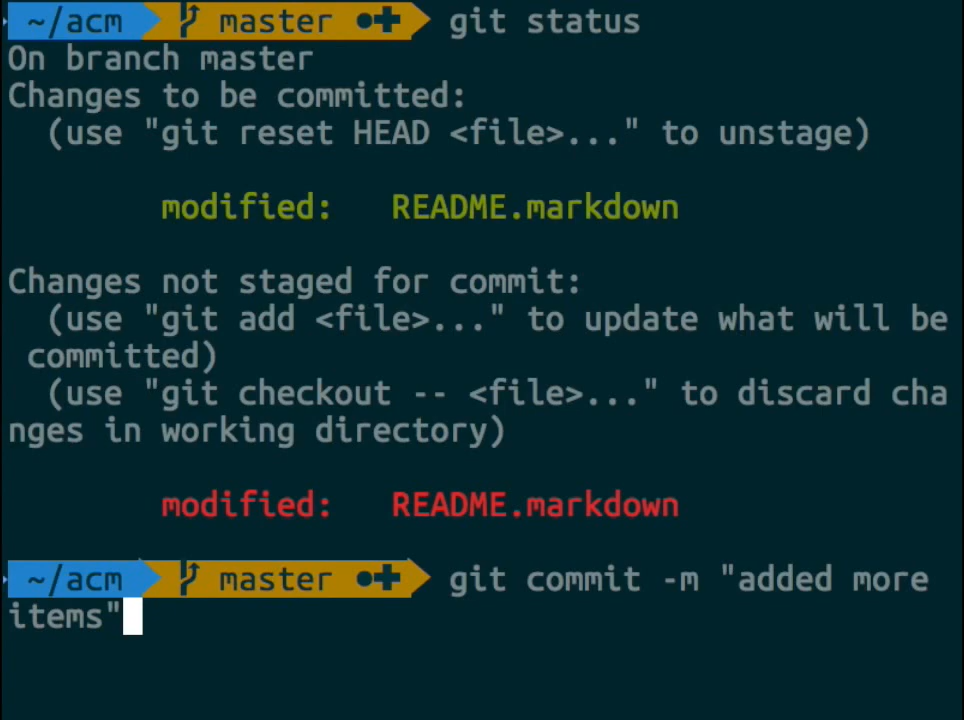 ~/acm master ●✚ git status
On branch master
Changes to be committed:
  (use "git reset HEAD <file>..." to unstage)
        modified:   README.markdown
Changes not staged for commit:
  (use "git add <file>..." to update what will be
 committed)
  (use "git checkout -- <file>..." to discard cha
nges in working directory)
        modified:   README.markdown
~/acm master ●✚ git commit -m "added more
items"